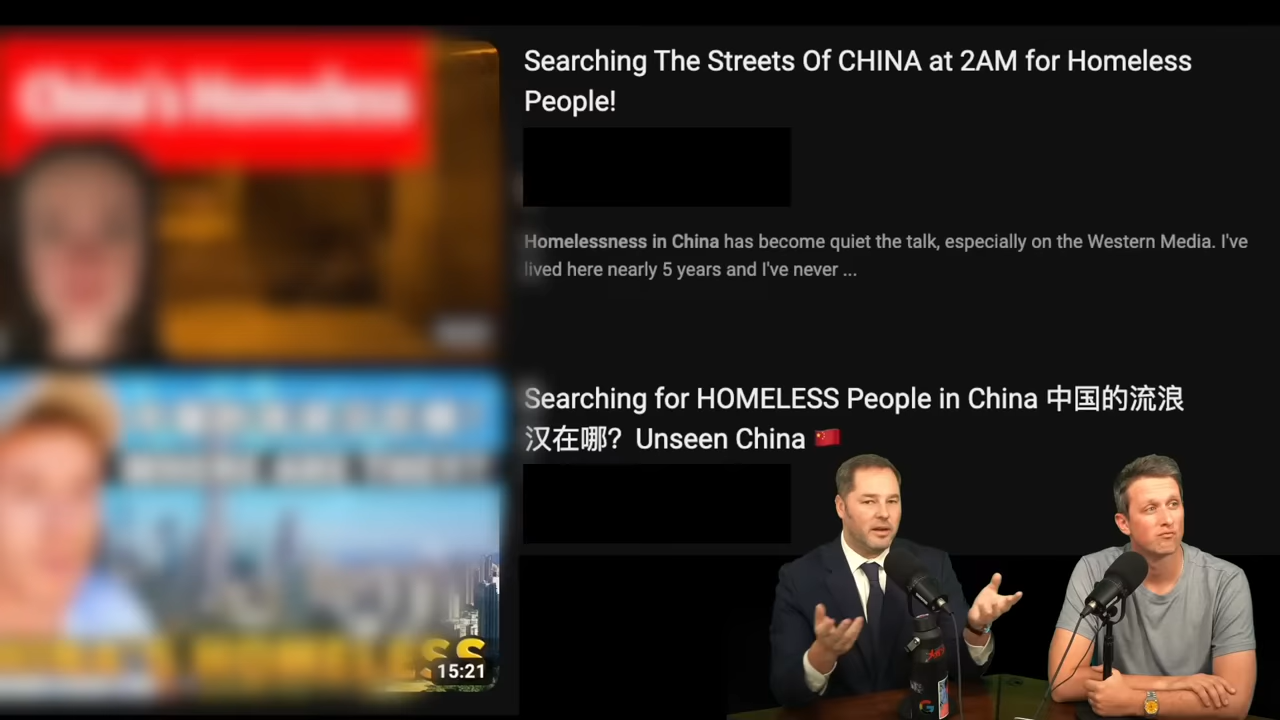 China's Homeless
Searching The Streets Of CHINA at 2AM for Homeless
People!
Homelessness in China has become quiet the talk, especially on the Western Media. I've
lived here nearly 5 years and I've never ...
Searching for HOMELESS People in China 中国的流浪
汉在哪？Unseen China 🇨🇳
15:21